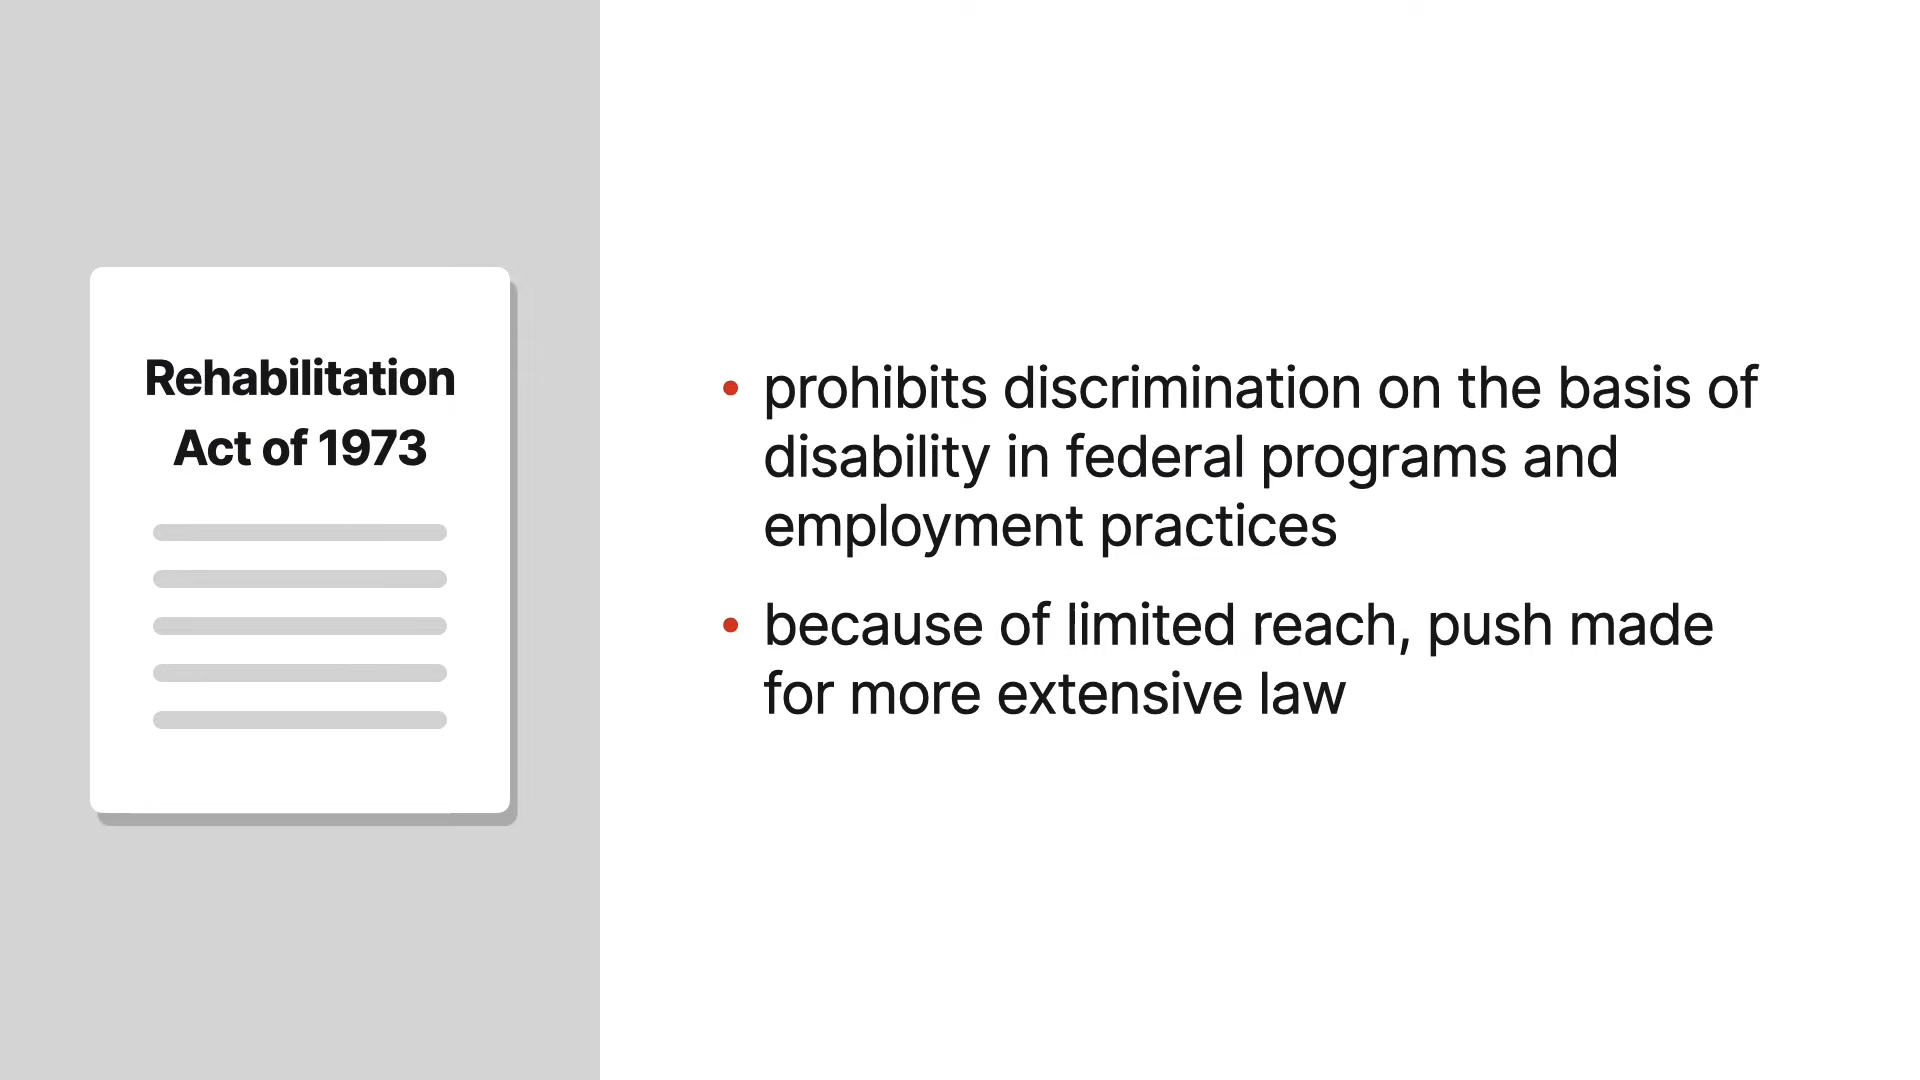 Rehabilitation
Act of 1973
• prohibits discrimination on the basis of
disability in federal programs and
employment practices
• because of limited reach, push made
for more extensive law